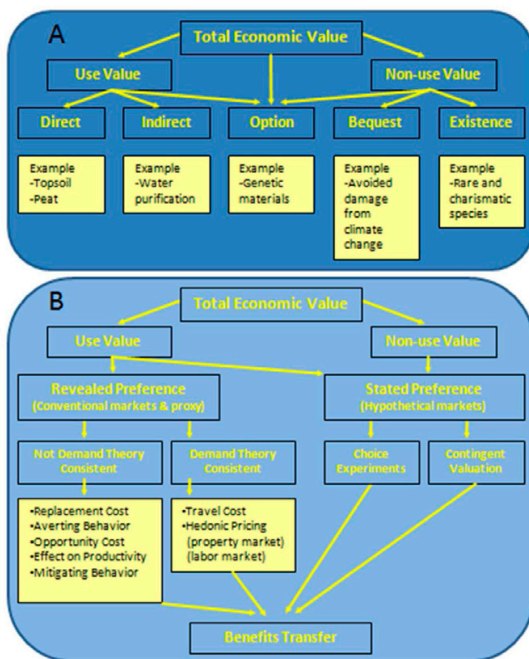 A
Total Economic Value
Use Value
Non-use Value
Direct
Indirect
Option
Bequest
Existence
Example
-Topsoil
-Peat
Example
-Water
purification
Example
-Genetic
materials
Example
-Avoided
damage
from
climate
change
Example
-Rare and
charismatic
species
B
Total Economic Value
Use Value
Non-use Value
Revealed Preference
(Conventional markets & proxy)
Stated Preference
(Hypothetical markets)
Not Demand Theory
Consistent
Demand Theory
Consistent
Choice
Experiments
Contingent
Valuation
•Replacement Cost
•Averting Behavior
•Opportunity Cost
•Effect on Productivity
•Mitigating Behavior
•Travel Cost
•Hedonic Pricing
(property market)
(labor market)
Benefits Transfer